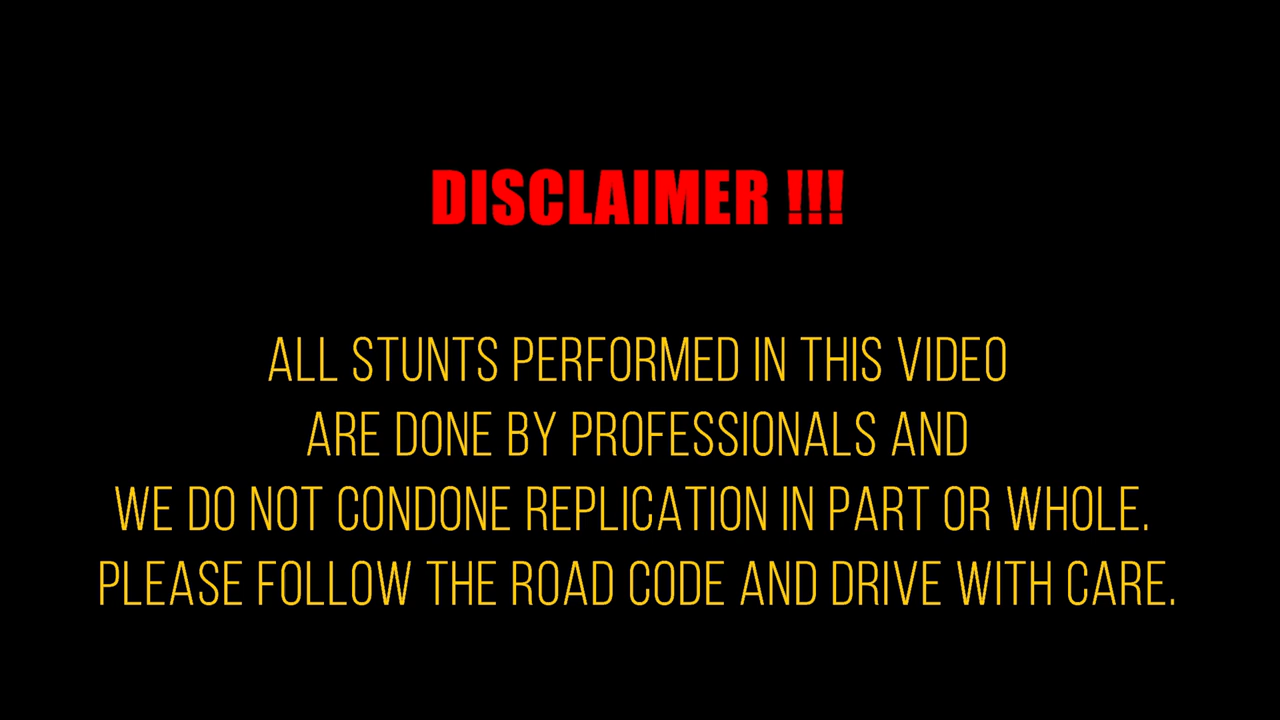 DISCLAIMER !!!
ALL STUNTS PERFORMED IN THIS VIDEO
ARE DONE BY PROFESSIONALS AND
WE DO NOT CONDONE REPLICATION IN PART OR WHOLE.
PLEASE FOLLOW THE ROAD CODE AND DRIVE WITH CARE.